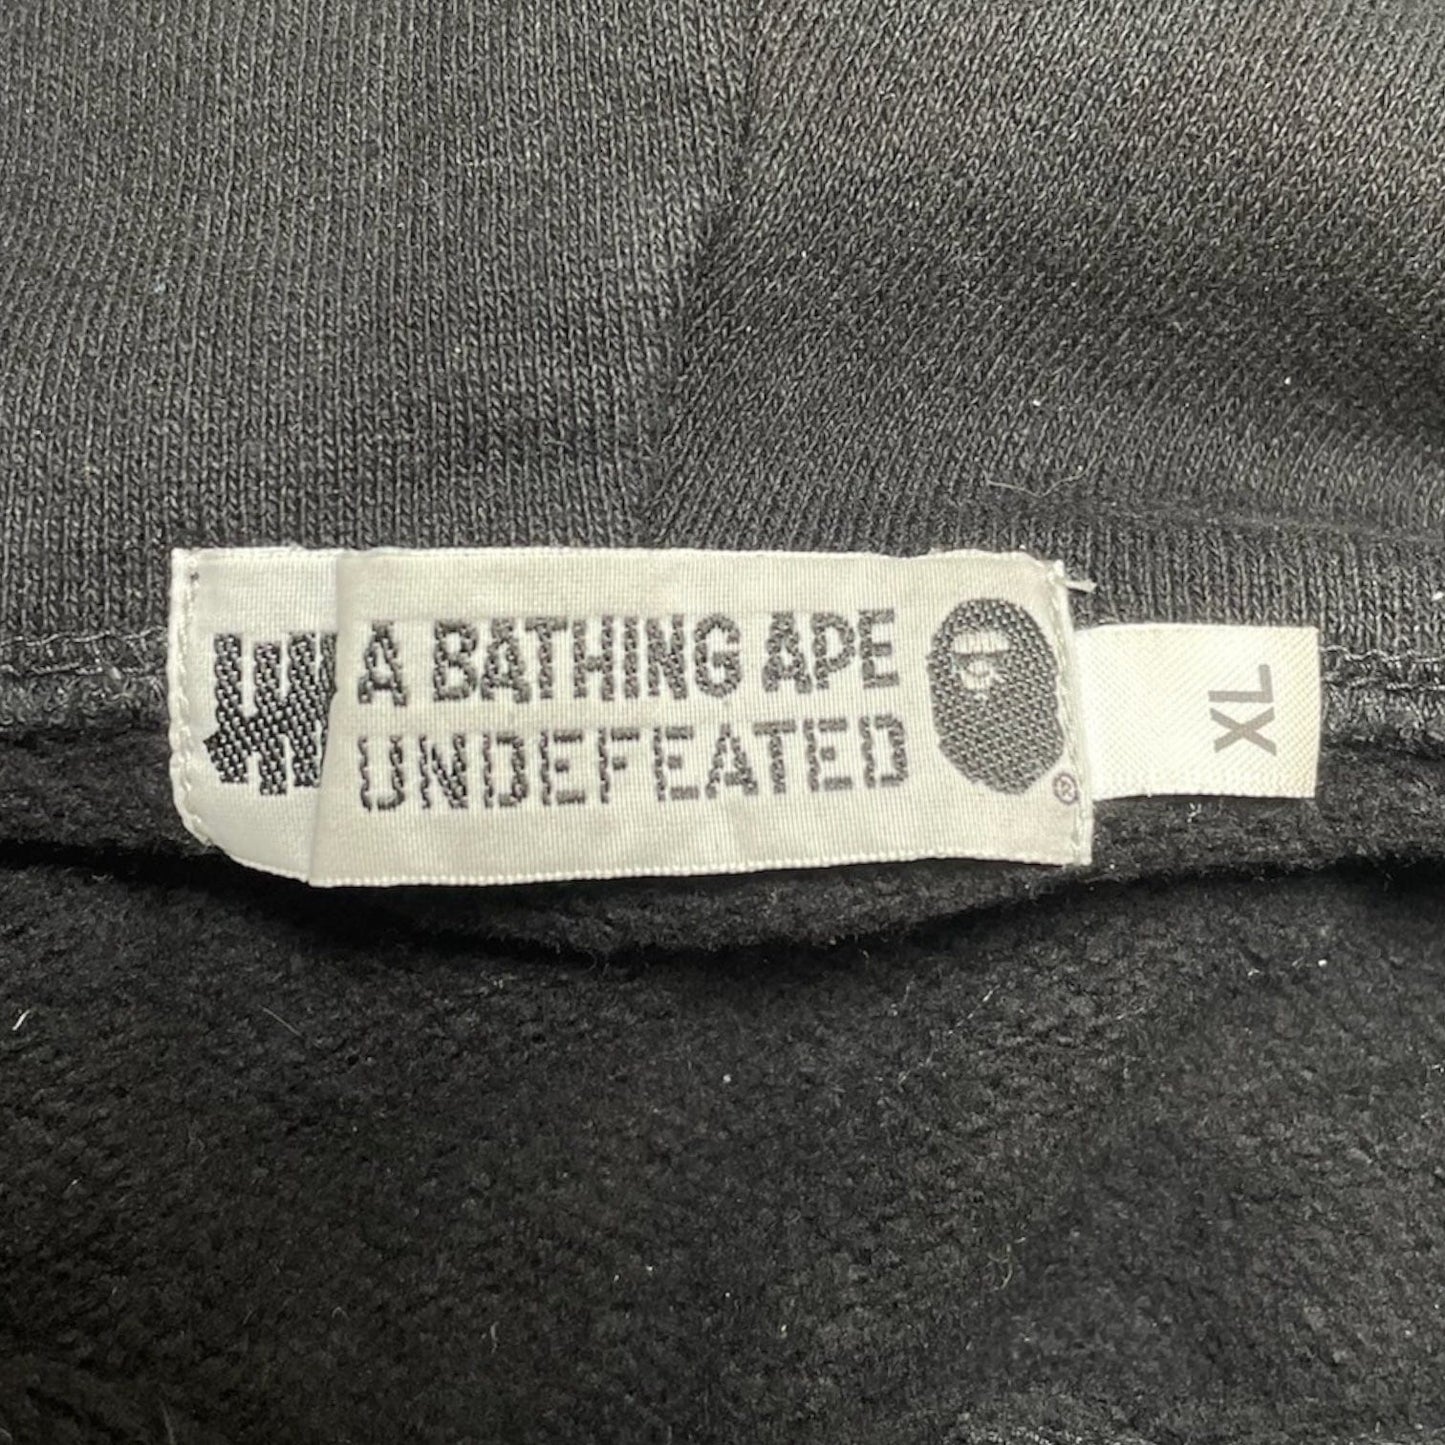 A BATHING APE
UNDEFEATED
®
XL